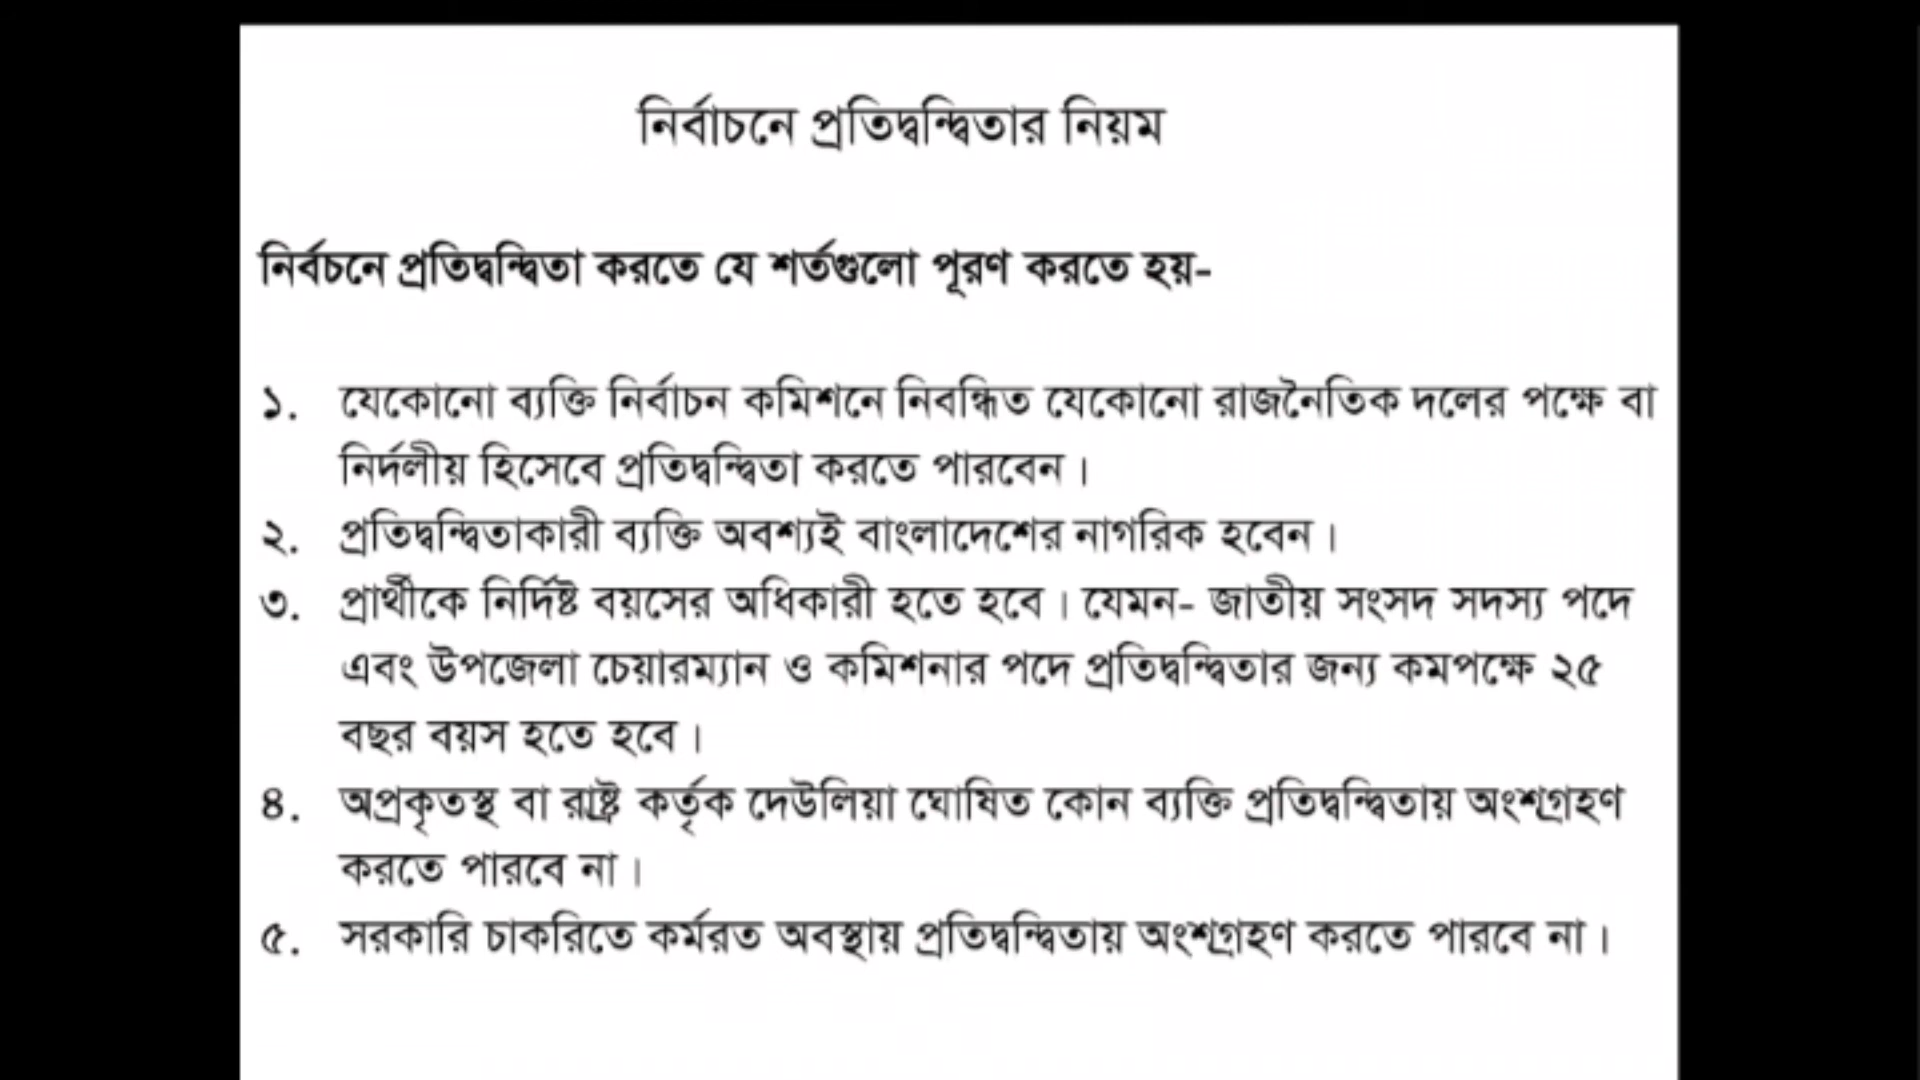 নির্বাচনে প্রতিদ্বন্দ্বিতার নিয়ম
নির্বচনে প্রতিদ্বন্দ্বিতা করতে যে শর্তগুলো পূরণ করতে হয়-
১. যেকোনো ব্যক্তি নির্বাচন কমিশনে নিবন্ধিত যেকোনো রাজনৈতিক দলের পক্ষে বা
নির্দলীয় হিসেবে প্রতিদ্বন্দ্বিতা করতে পারবেন।
২. প্রতিদ্বন্দ্বিতাকারী ব্যক্তি অবশ্যই বাংলাদেশের নাগরিক হবেন।
৩. প্রার্থীকে নির্দিষ্ট বয়সের অধিকারী হতে হবে। যেমন- জাতীয় সংসদ সদস্য পদে
এবং উপজেলা চেয়ারম্যান ও কমিশনার পদে প্রতিদ্বন্দ্বিতার জন্য কমপক্ষে ২৫
বছর বয়স হতে হবে।
৪. অপ্রকৃতস্থ বা রাষ্ট্র কর্তৃক দেউলিয়া ঘোষিত কোন ব্যক্তি প্রতিদ্বন্দ্বিতায় অংশগ্রহণ
করতে পারবে না।
৫. সরকারি চাকরিতে কর্মরত অবস্থায় প্রতিদ্বন্দ্বিতায় অংশগ্রহণ করতে পারবে না।